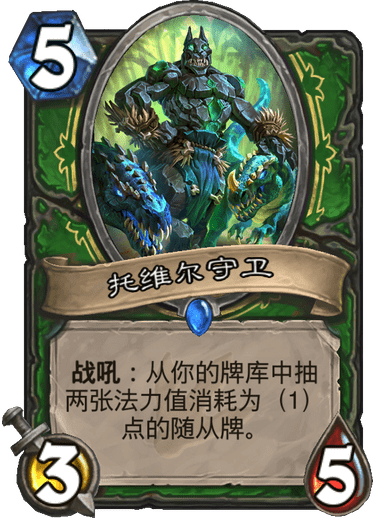 5
托维尔守卫
战吼：从你的牌库中抽
两张法力值消耗为（1）
点的随从牌。
3
5